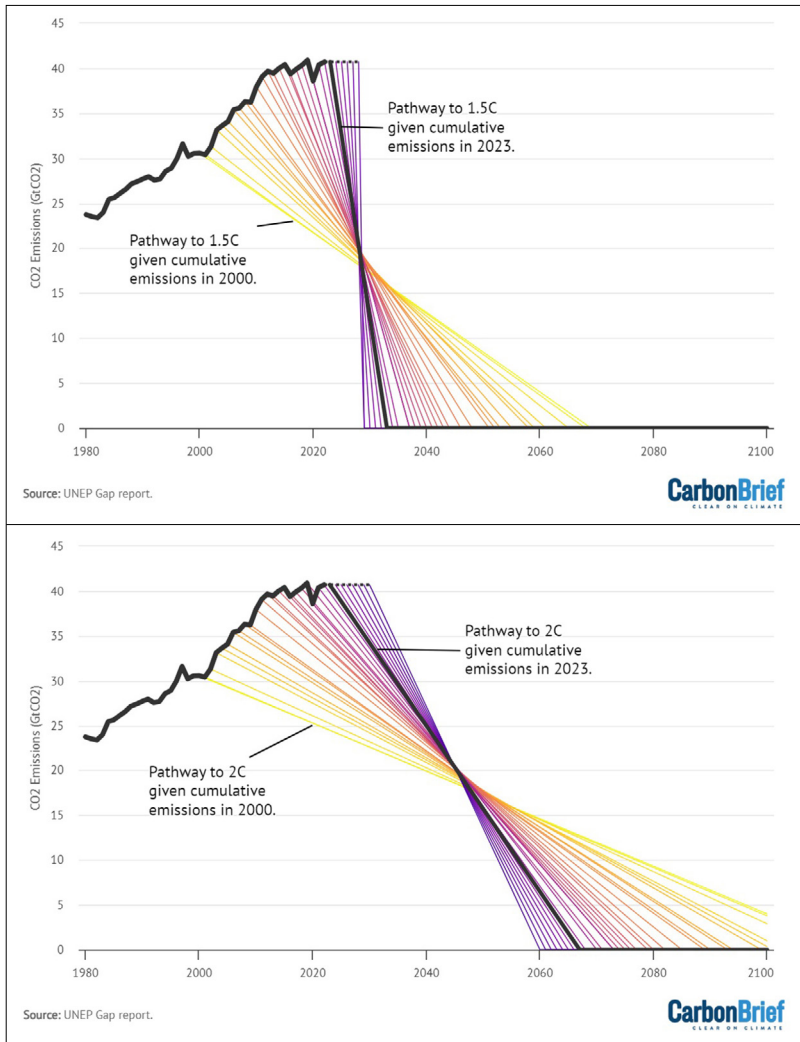 45
40
35
30
25
20
15
10
5
0
CO2 Emissions (GtCO2)
Pathway to 1.5C
given cumulative
emissions in 2023.
Pathway to 1.5C
given cumulative
emissions in 2000.
1980 2000 2020 2040 2060 2080 2100
Source: UNEP Gap report.
CarbonBrief
CLEAR ON CLIMATE
45
40
35
30
25
20
15
10
5
0
CO2 Emissions (GtCO2)
Pathway to 2C
given cumulative
emissions in 2023.
Pathway to 2C
given cumulative
emissions in 2000.
1980 2000 2020 2040 2060 2080 2100
Source: UNEP Gap report.
CarbonBrief
CLEAR ON CLIMATE